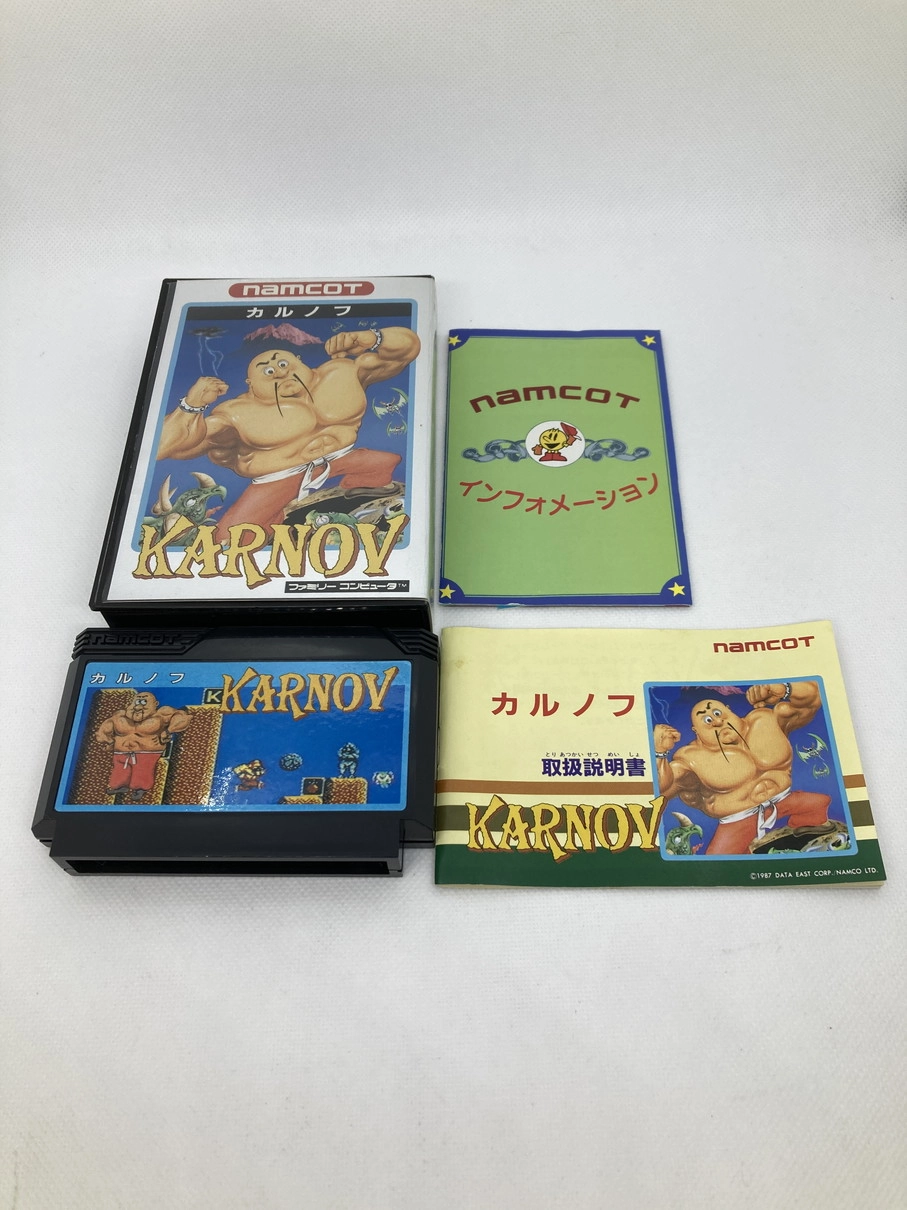 namcot
カルノフ
KARNOV
ファミリー コンピュータ™
namcot
インフォメーション
namcot
カルノフ
K
KARNOV
namcot
カルノフ
とりあつかいせつめいしょ
取扱説明書
KARNOV
©1987 DATA EAST CORP./NAMCO LTD.